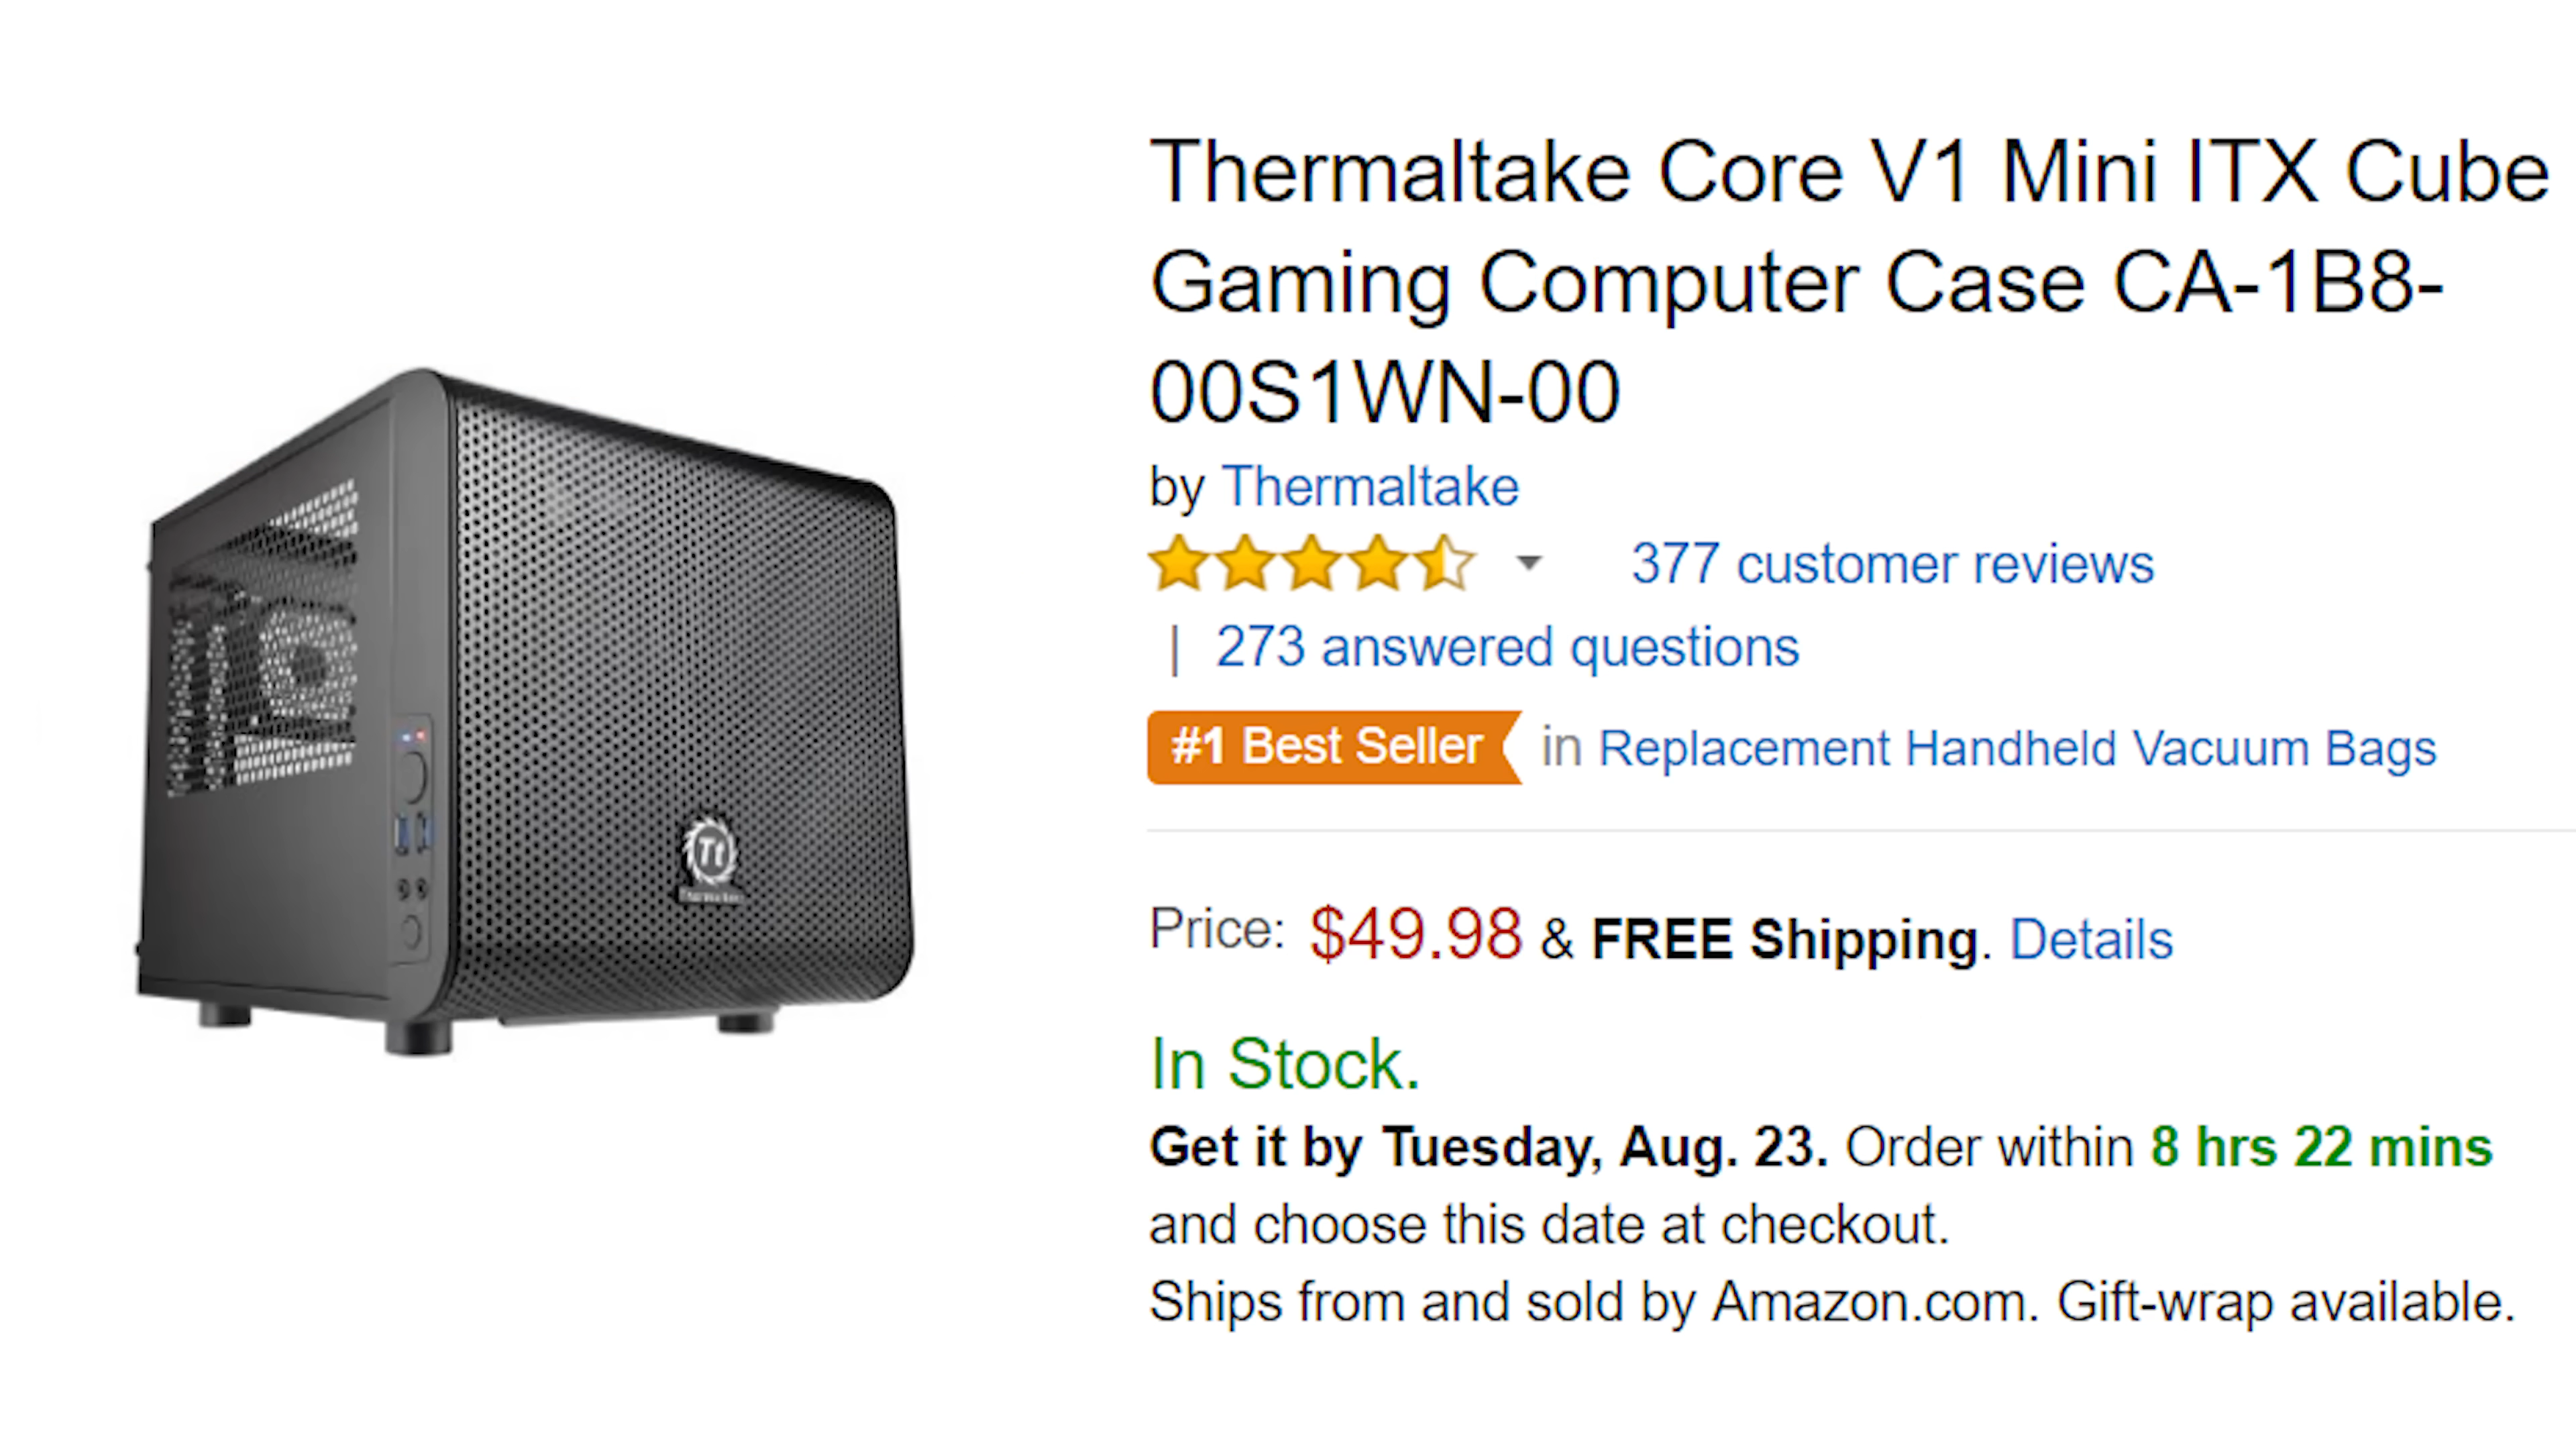 Thermaltake Core V1 Mini ITX Cube
Gaming Computer Case CA-1B8-
00S1WN-00
by Thermaltake
377 customer reviews
| 273 answered questions
#1 Best Seller in Replacement Handheld Vacuum Bags
Price: $49.98 & FREE Shipping. Details
In Stock.
Get it by Tuesday, Aug. 23. Order within 8 hrs 22 mins
and choose this date at checkout.
Ships from and sold by Amazon.com. Gift-wrap available.
Tt